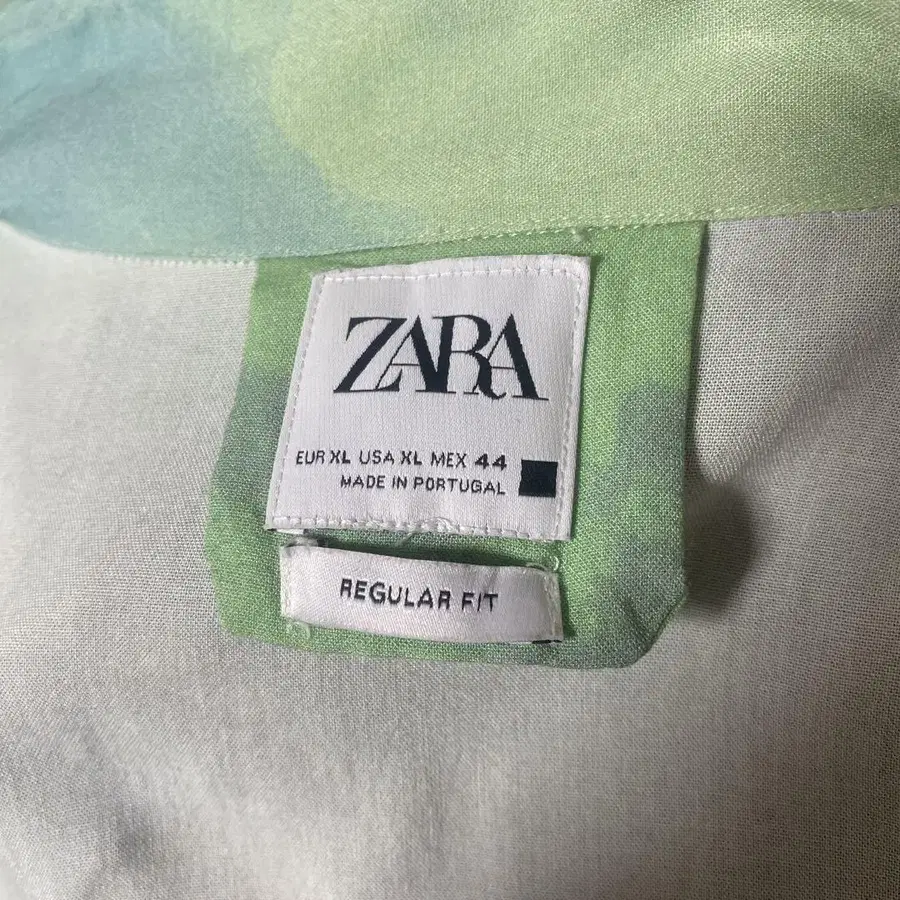 ZARA
EUR XL USA XL MEX 44
MADE IN PORTUGAL
REGULAR FIT